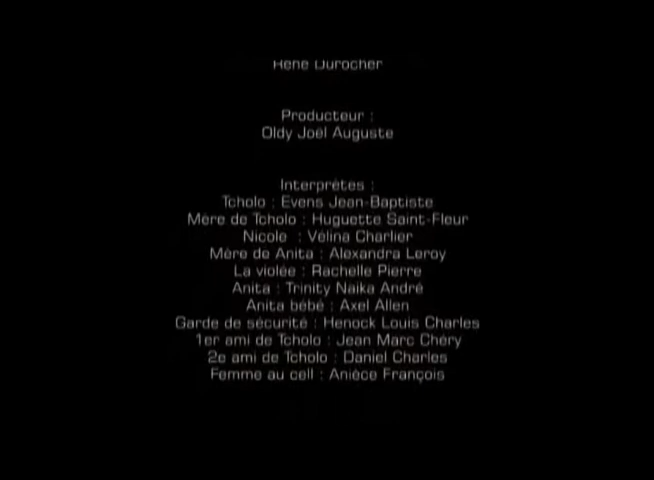 René Durocher
Producteur :
Oldy Joël Auguste
Interprètes :
Tcholo : Evens Jean-Baptiste
Mère de Tcholo : Huguette Saint-Fleur
Nicole : Vélina Charlier
Mère de Anita : Alexandra Leroy
La violée : Rachelle Pierre
Anita : Trinity Naika André
Anita bébé : Axel Allen
Garde de sécurité : Henock Louis Charles
1er ami de Tcholo : Jean Marc Chéry
2e ami de Tcholo : Daniel Charles
Femme au cell : Anièce François